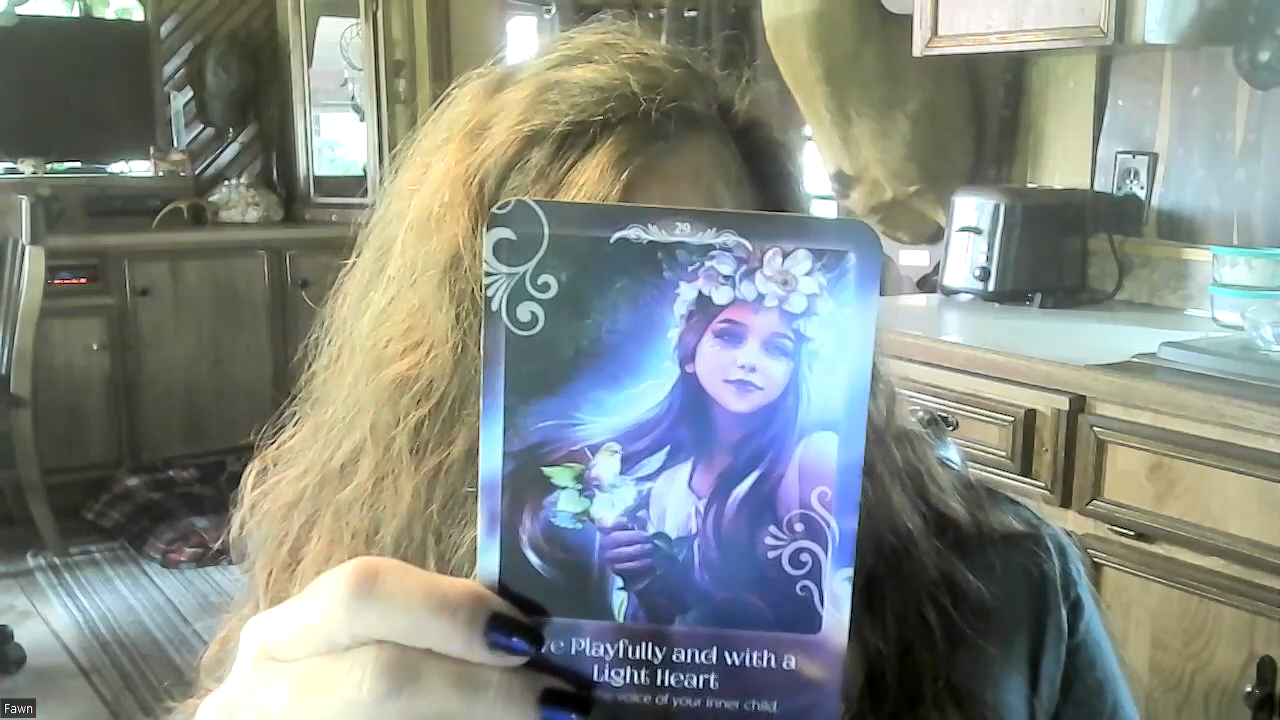 29
Playfully and with a
Light Heart
voice of your inner child.
Fawn